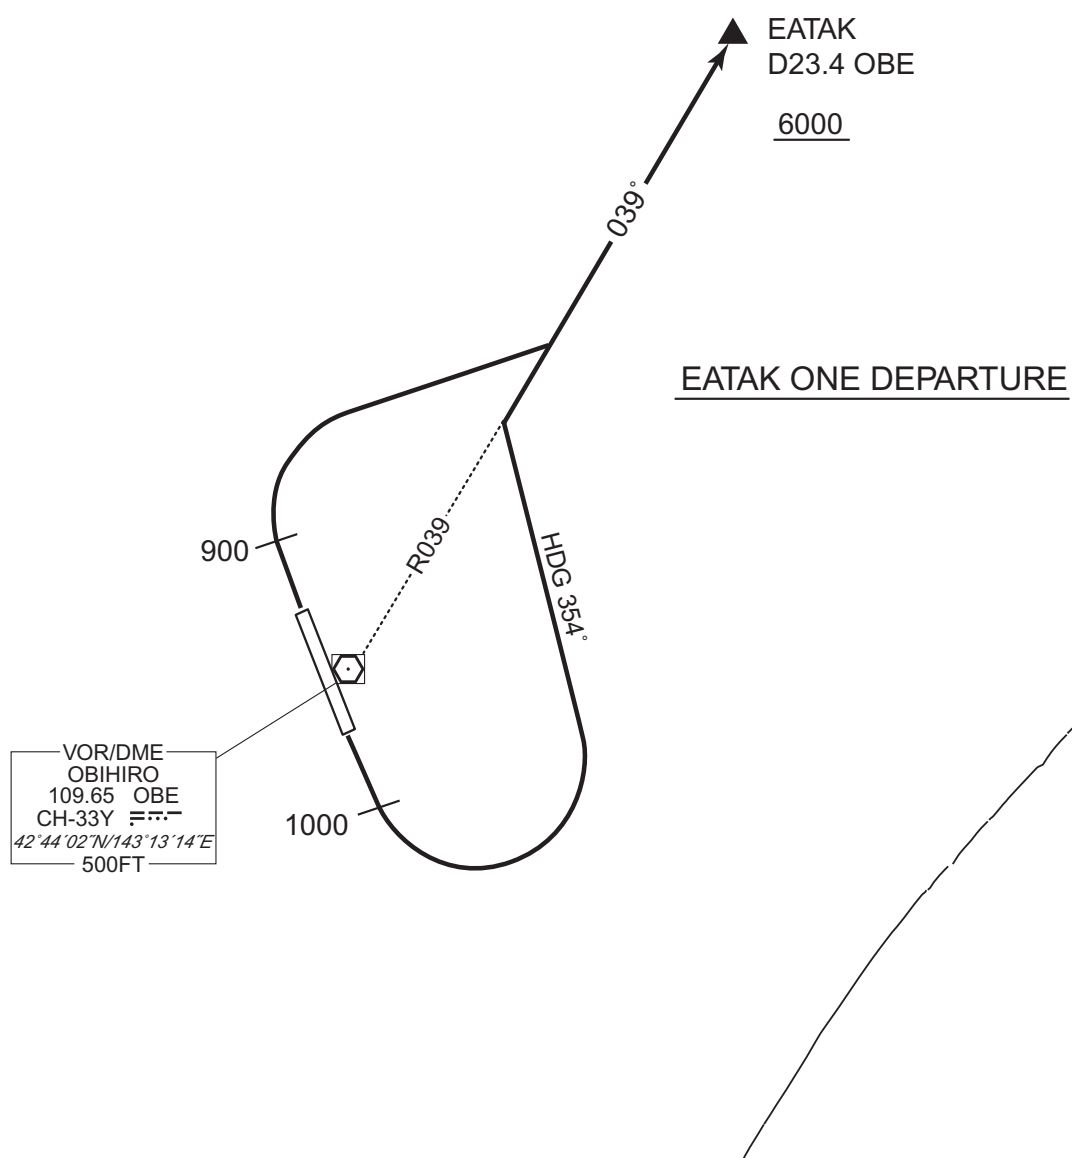 EATAK
D23.4 OBE
6000
039°
EATAK ONE DEPARTURE
900
R039
HDG 354°
VOR/DME
OBIHIRO
109.65 OBE
CH-33Y
42°44´02˝N/143°13´14˝E
500FT
1000